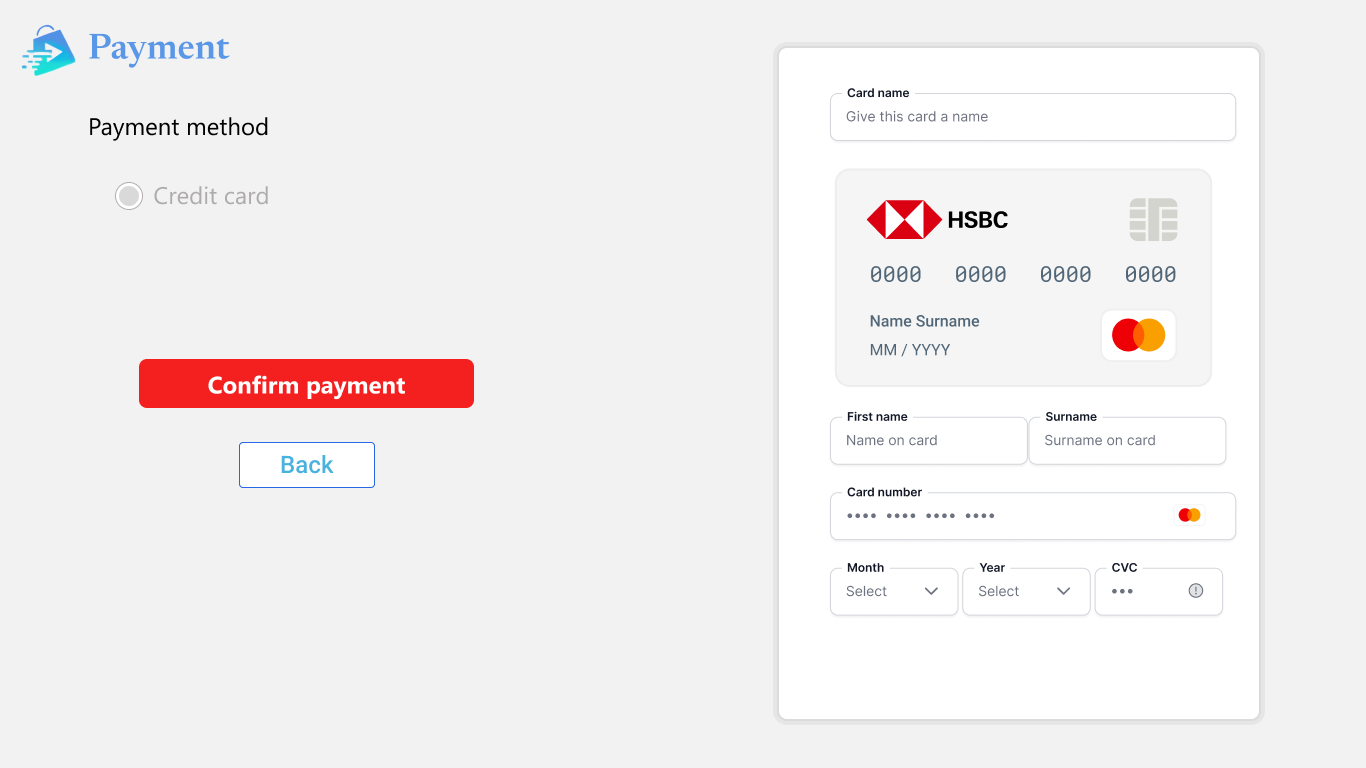 Payment
Payment method
Credit card
Confirm payment
Back
Card name
Give this card a name
HSBC
0000 0000 0000 0000
Name Surname
MM / YYYY
First name Surname
Name on card Surname on card
Card number
•••• •••• •••• ••••
Month Year CVC
Select Select •••